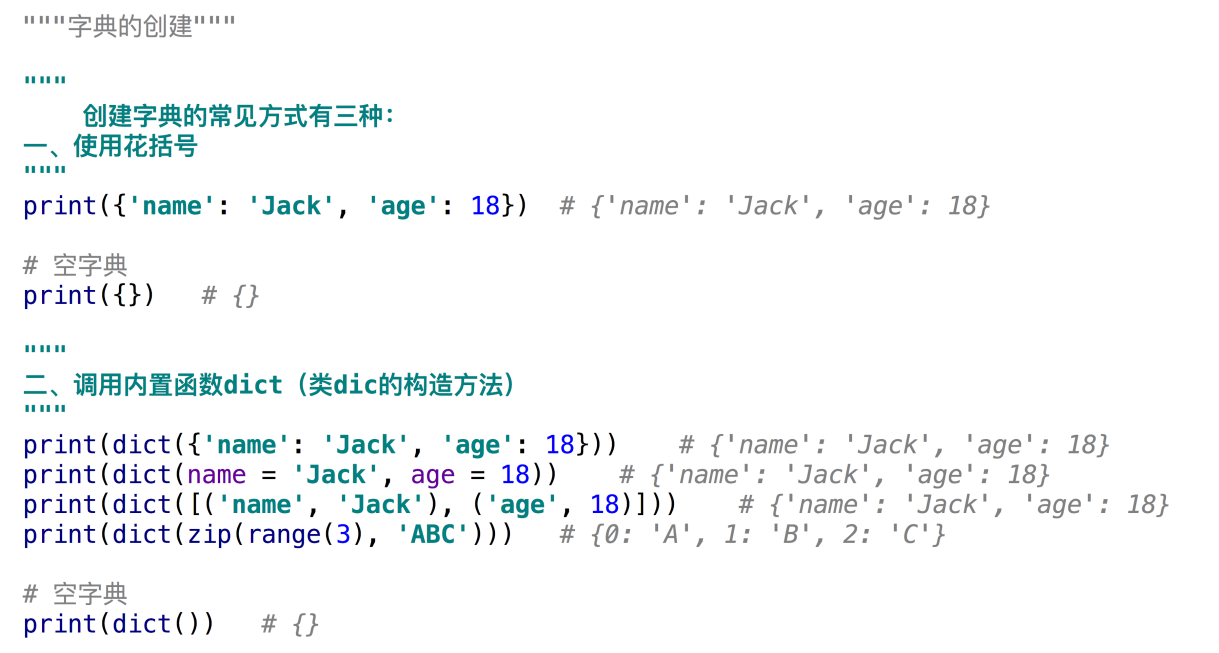 """字典的创建"""
"""
创建字典的常见方式有三种：
一、使用花括号
"""
print({'name': 'Jack', 'age': 18})  # {'name': 'Jack', 'age': 18}
# 空字典
print({})   # {}
"""
二、调用内置函数dict（类dic的构造方法）
"""
print(dict({'name': 'Jack', 'age': 18}))    # {'name': 'Jack', 'age': 18}
print(dict(name = 'Jack', age = 18))    # {'name': 'Jack', 'age': 18}
print(dict([('name', 'Jack'), ('age', 18)]))    # {'name': 'Jack', 'age': 18}
print(dict(zip(range(3), 'ABC')))   # {0: 'A', 1: 'B', 2: 'C'}
# 空字典
print(dict())   # {}